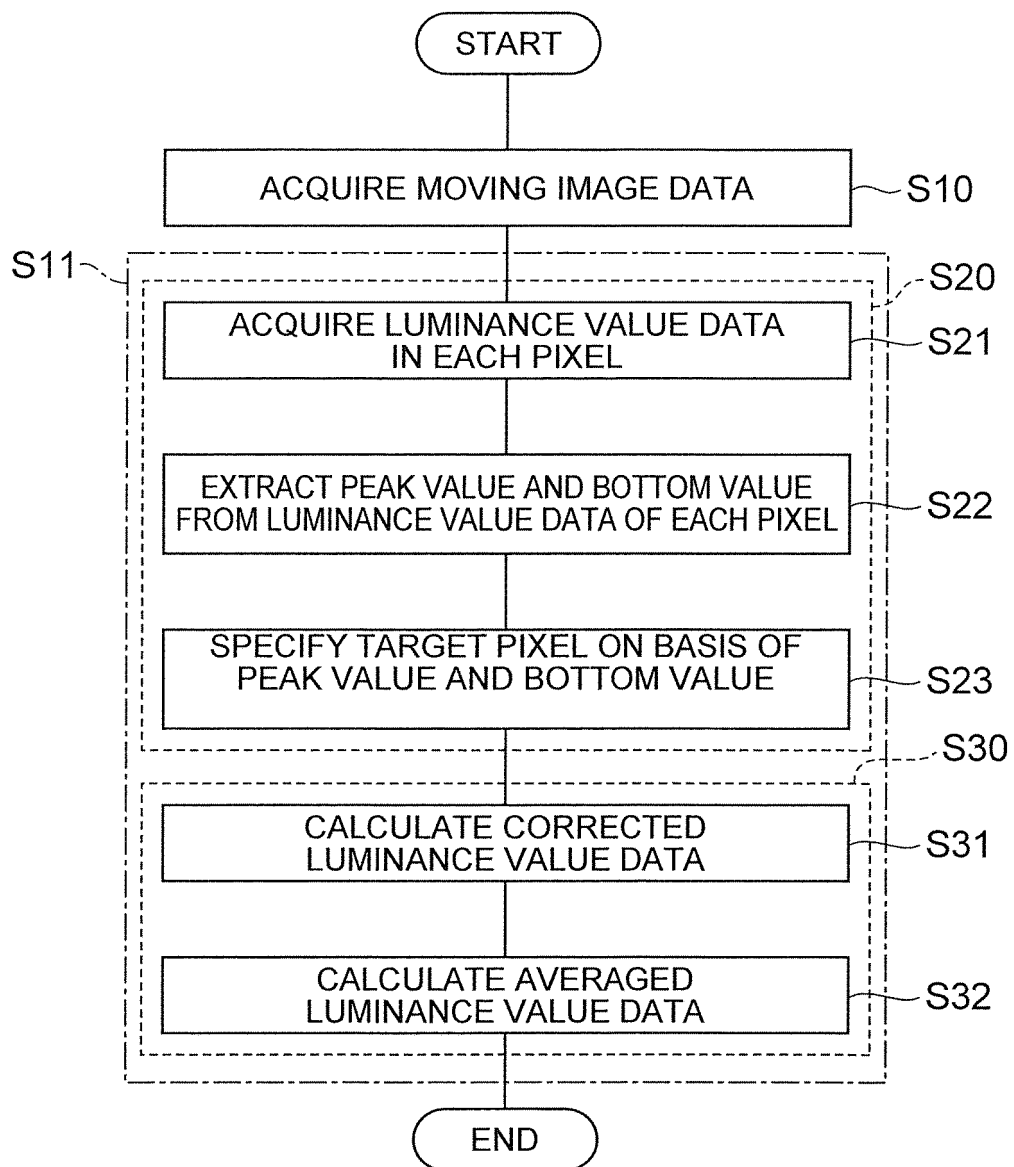 START
ACQUIRE MOVING IMAGE DATA
S10
S11
S20
ACQUIRE LUMINANCE VALUE DATA
IN EACH PIXEL
S21
EXTRACT PEAK VALUE AND BOTTOM VALUE
FROM LUMINANCE VALUE DATA OF EACH PIXEL
S22
SPECIFY TARGET PIXEL ON BASIS OF
PEAK VALUE AND BOTTOM VALUE
S23
S30
CALCULATE CORRECTED
LUMINANCE VALUE DATA
S31
CALCULATE AVERAGED
LUMINANCE VALUE DATA
S32
END